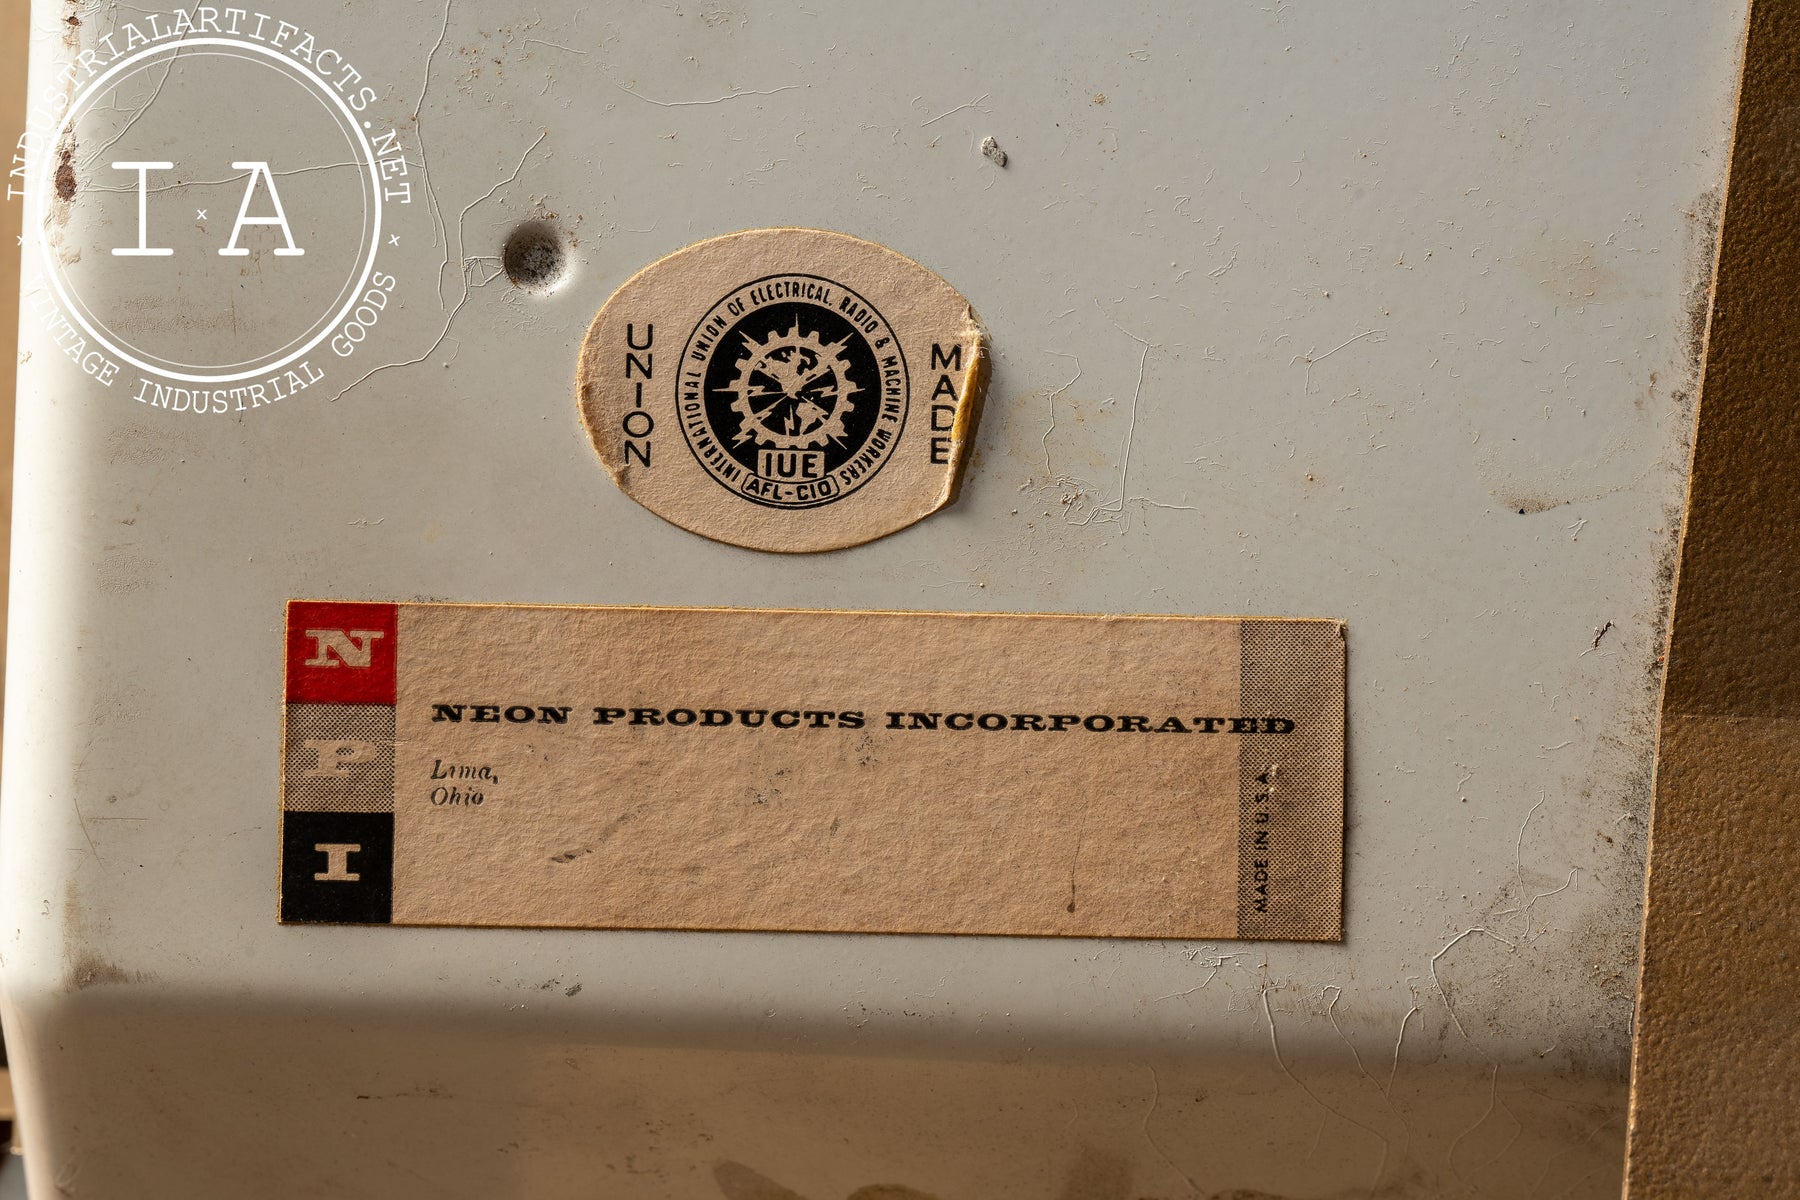 INDUSTRIALARTIFACTS.NET
I x A
x x
VINTAGE INDUSTRIAL GOODS
UNION
INTERNATIONAL UNION OF ELECTRICAL, RADIO & MACHINE WORKERS
IUE
AFL-CIO
MADE
N
P
I
NEON PRODUCTS INCORPORATED
Lima,
Ohio
MADE IN U.S.A.